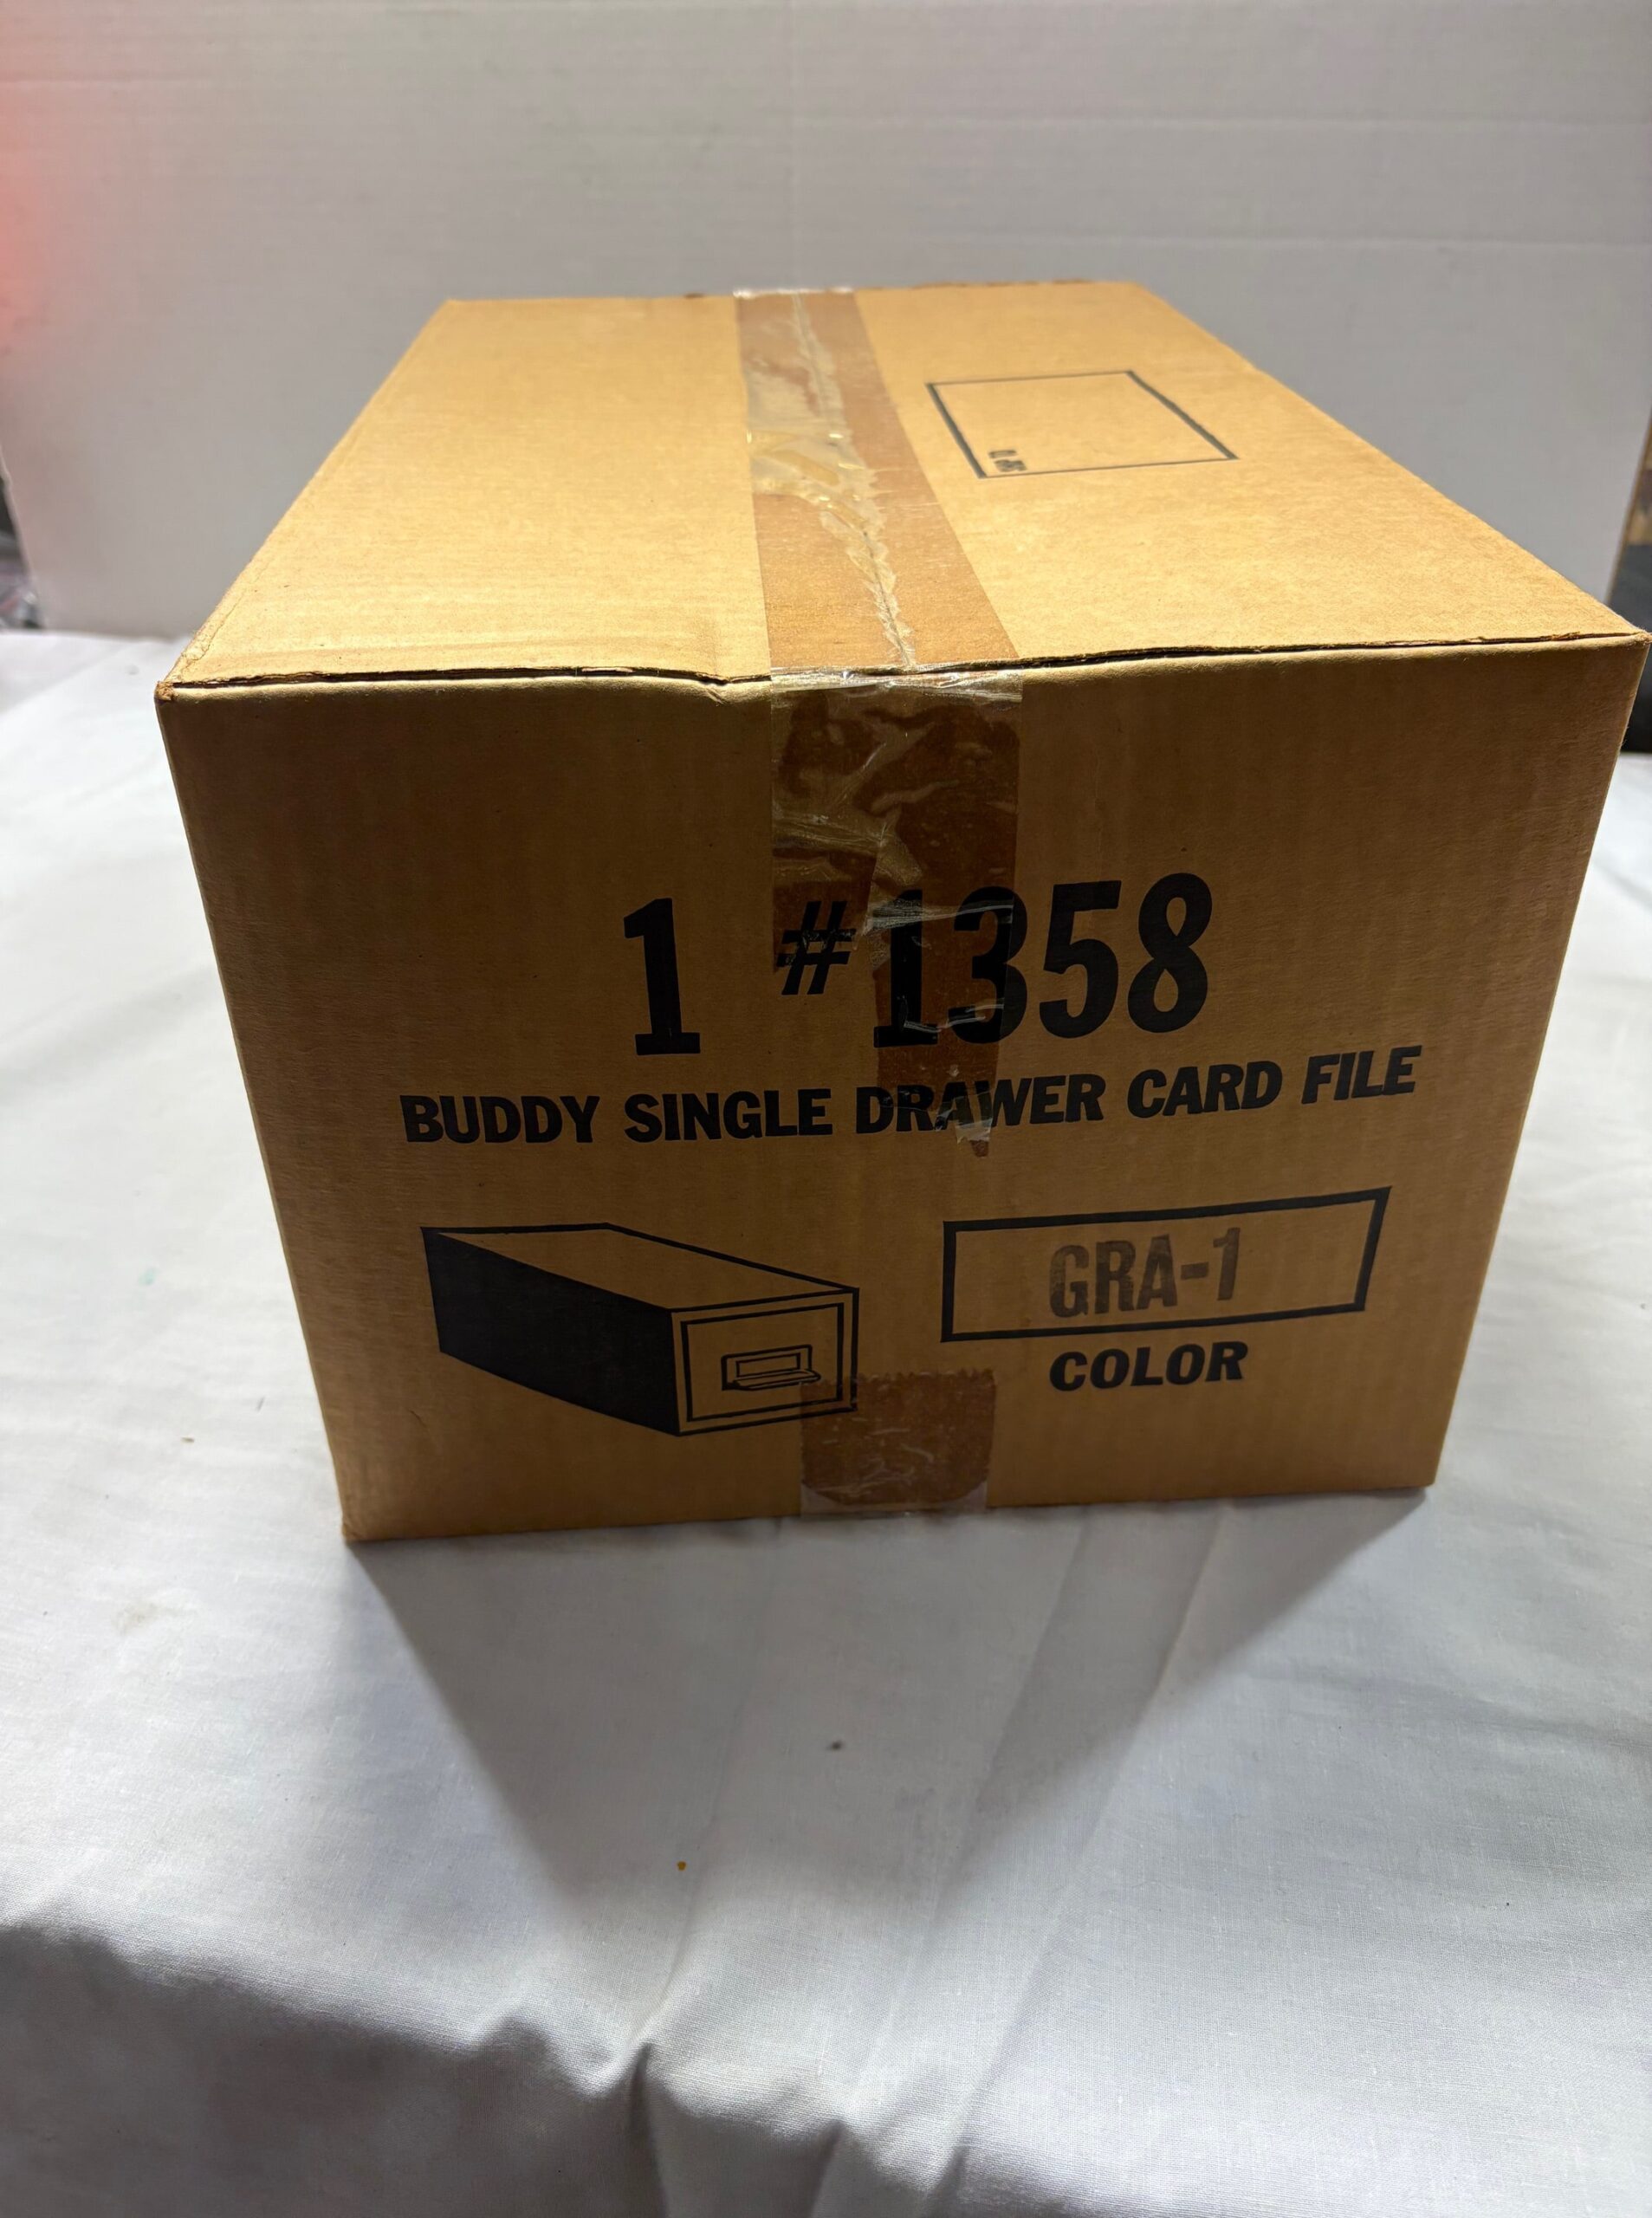 1 #1358
BUDDY SINGLE DRAWER CARD FILE
GRA-1
COLOR